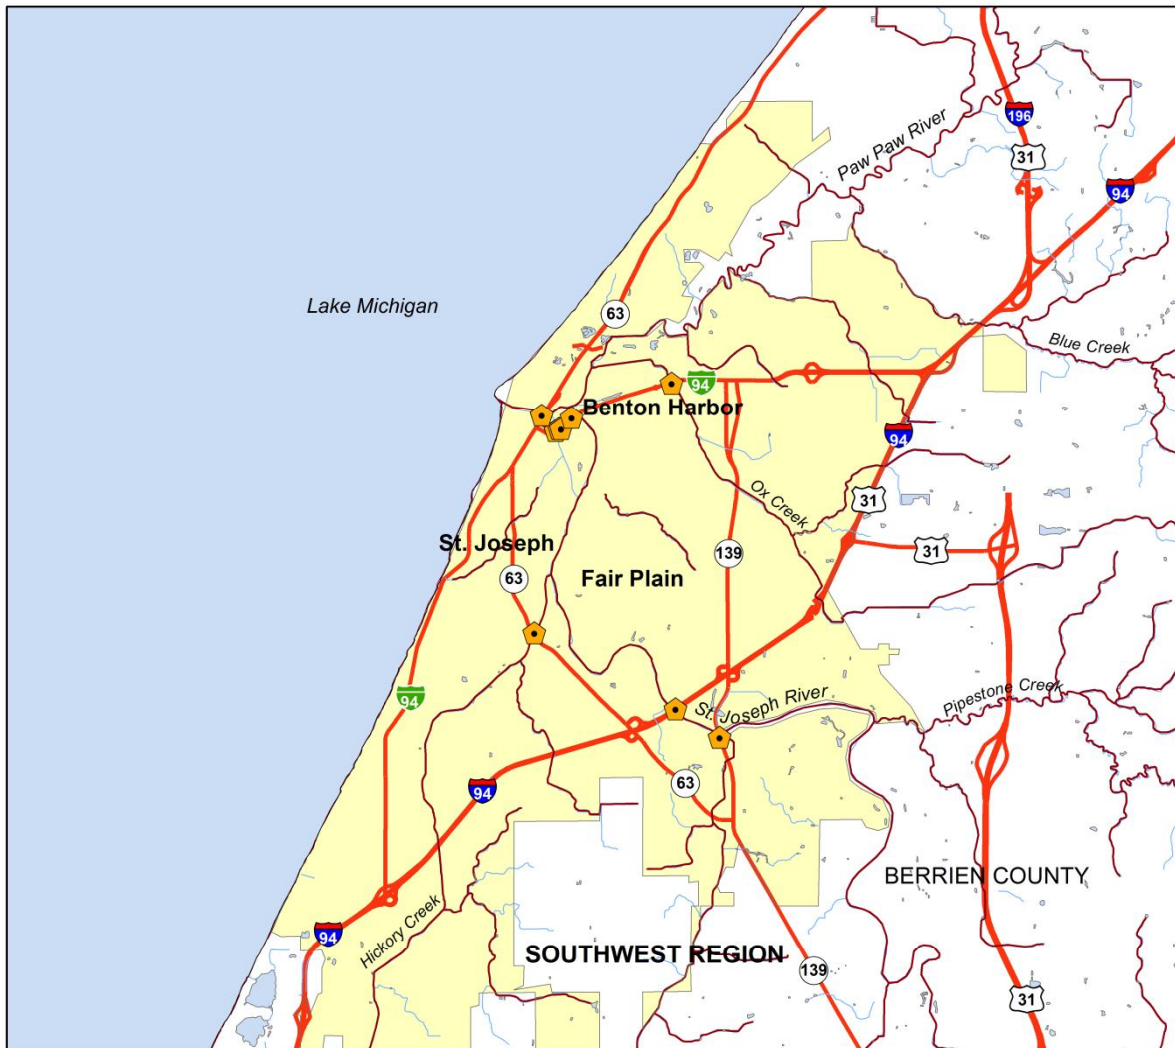 196
31
94
Paw Paw River
Lake Michigan
63
Blue Creek
94
Benton Harbor
94
31
Ox Creek
St. Joseph
31
139
63
Fair Plain
94
St. Joseph River
Pipestone Creek
63
94
BERRIEN COUNTY
Hickory Creek
94
SOUTHWEST REGION
139
31